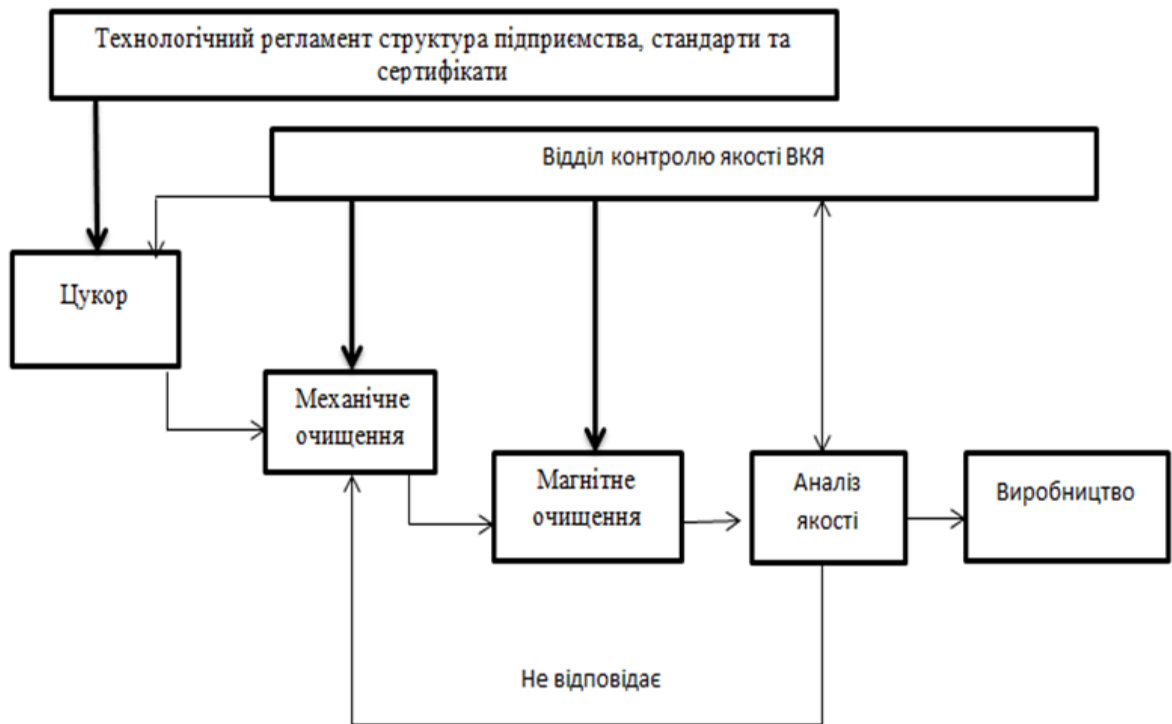 Технологічний регламент структура підприємства, стандарти та
сертифікати
Відділ контролю якості ВКЯ
Цукор
Механічне
очищення
Магнітне
очищення
Аналіз
якості
Виробництво
Не відповідає